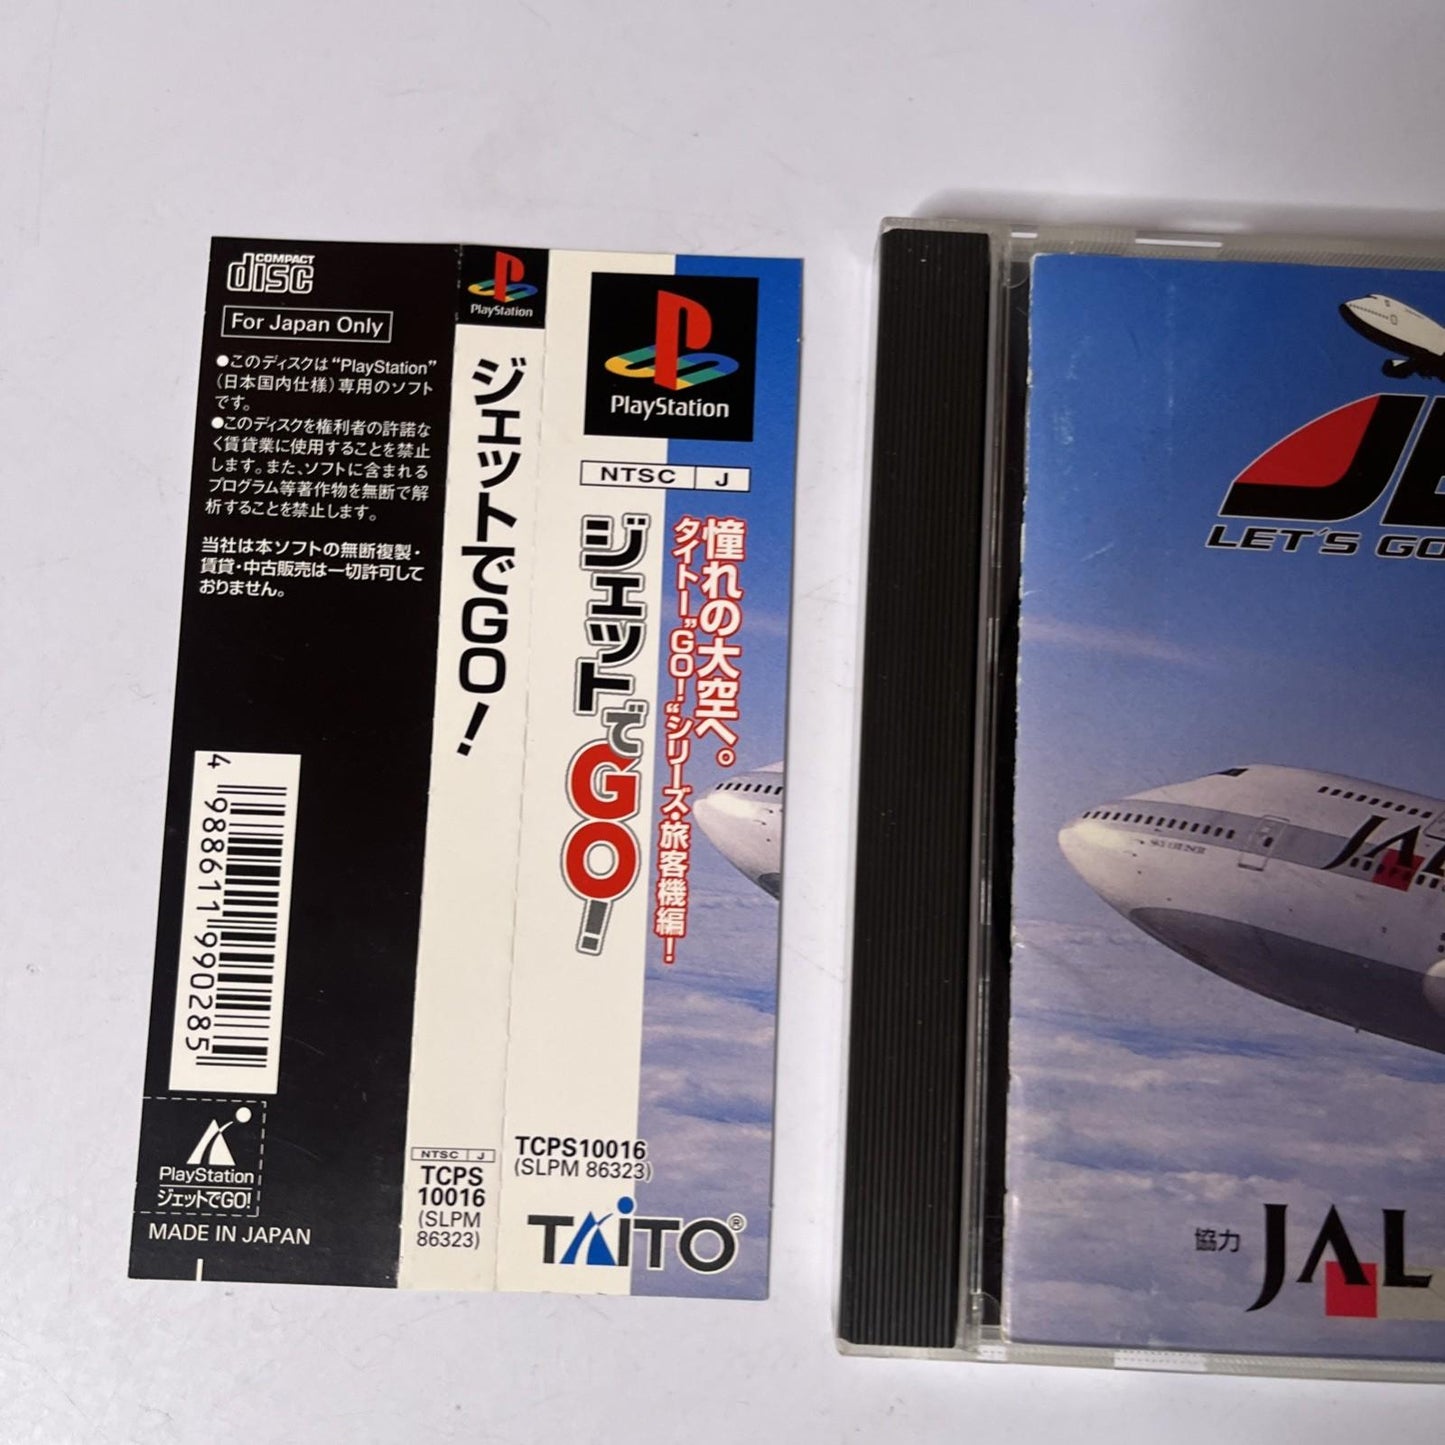 COMPACT
disc
For Japan Only
●このディスクは“PlayStation”
(日本国内仕様)専用のソフト
です。
●このディスクを権利者の許諾な
く賃貸業に使用することを禁止
します。また、ソフトに含まれる
プログラム等著作物を無断で解
析することを禁止します。
当社は本ソフトの無断複製・
賃貸・中古販売は一切許可して
おりません。
4 988611 990285
PlayStation
ジェットでGO!
MADE IN JAPAN
PlayStation
ジェットでGO!
NTSC J
TCPS
10016
(SLPM
86323)
PlayStation
NTSC J
憧れの大空へ。
タイトー”GO!“シリーズ・旅客機編!
ジェットでGO!
TCPS10016
(SLPM 86323)
TAITO®
LET'S GO
JAL
協力
JAL